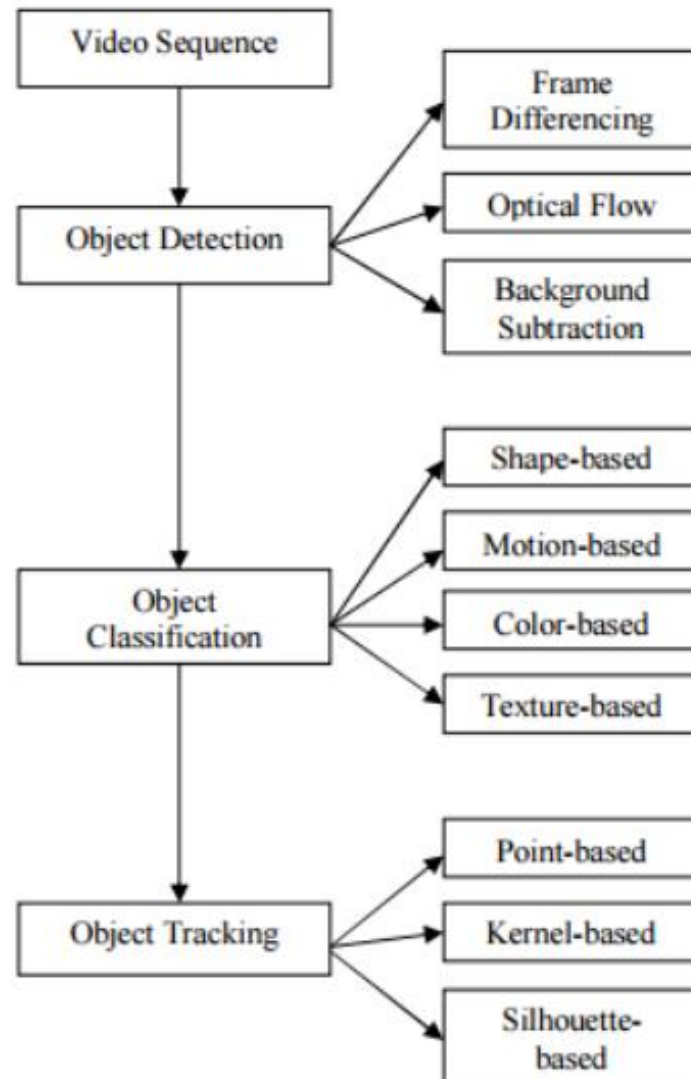 Video Sequence
Frame
Differencing
Optical Flow
Object Detection
Background
Subtraction
Shape-based
Motion-based
Object
Classification
Color-based
Texture-based
Point-based
Object Tracking
Kernel-based
Silhouette-
based